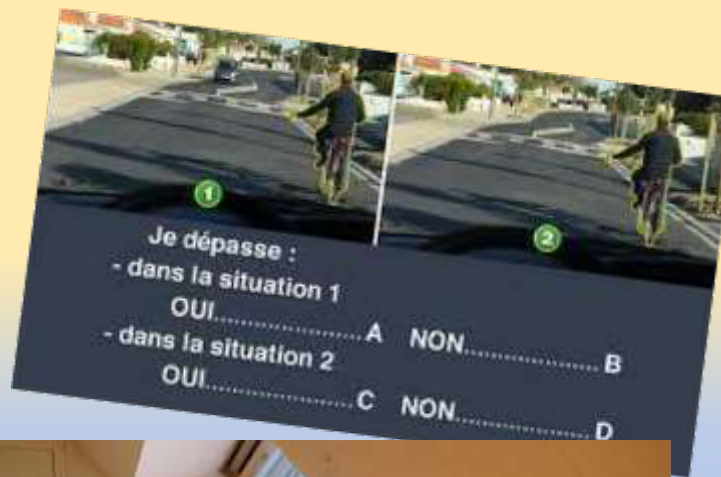 1
2
Je dépasse :
- dans la situation 1
OUI....................A NON..................B
- dans la situation 2
OUI....................C NON..................D